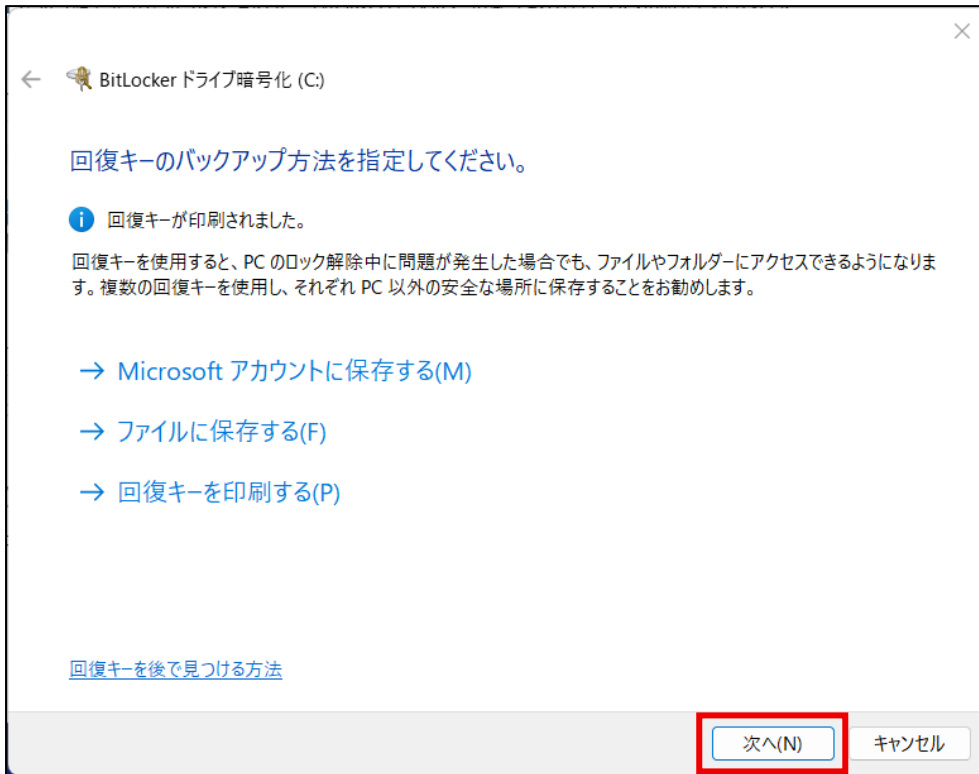 BitLocker ドライブ暗号化 (C:)
回復キーのバックアップ方法を指定してください。
回復キーが印刷されました。
回復キーを使用すると、PC のロック解除中に問題が発生した場合でも、ファイルやフォルダーにアクセスできるようになりま
す。複数の回復キーを使用し、それぞれ PC 以外の安全な場所に保存することをお勧めします。
→ Microsoft アカウントに保存する(M)
→ ファイルに保存する(F)
→ 回復キーを印刷する(P)
回復キーを後で見つける方法
次へ(N) キャンセル